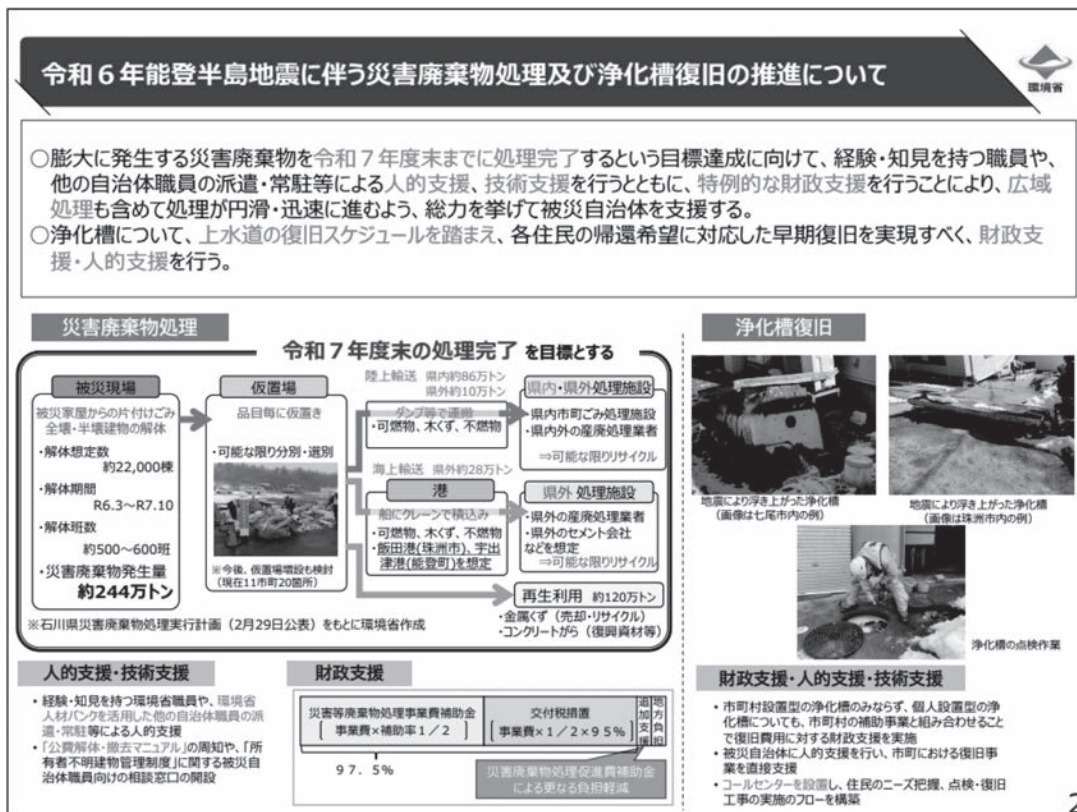 令和６年能登半島地震に伴う災害廃棄物処理及び浄化槽復旧の推進について
環境省
○膨大に発生する災害廃棄物を令和７年度末までに処理完了するという目標達成に向けて、経験・知見を持つ職員や、
他の自治体職員の派遣・常駐等による人的支援、技術支援を行うとともに、特例的な財政支援を行うことにより、広域
処理も含めて処理が円滑・迅速に進むよう、総力を挙げて被災自治体を支援する。
○浄化槽について、上水道の復旧スケジュールを踏まえ、各住民の帰還希望に対応した早期復旧を実現すべく、財政支
援・人的支援を行う。
災害廃棄物処理
令和７年度末の処理完了 を目標とする
被災現場
被災家屋からの片付けごみ
全壊・半壊建物の解体
・解体想定数
約22,000棟
・解体期間
R6.3～R7.10
・解体班数
約500～600班
・災害廃棄物発生量
約244万トン
仮置場
品目毎に仮置き
・可能な限り分別・選別
※今後、仮置場増設も検討
（現在11市町20箇所）
陸上輸送 県内約86万トン
県外約10万トン
ダンプ等で運搬
・可燃物、木くず、不燃物
海上輸送 県外約28万トン
港
船にクレーンで積込み
・可燃物、木くず、不燃物
・飯田港(珠洲市)、宇出
津港(能登町)を想定
県内・県外処理施設
・県内市町ごみ処理施設
・県内外の産廃処理業者
⇒可能な限りリサイクル
県外 処理施設
・県外の産廃処理業者
・県外のセメント会社
などを想定
⇒可能な限りリサイクル
再生利用 約120万トン
・金属くず（売却・リサイクル）
・コンクリートがら（復興資材等）
※石川県災害廃棄物処理実行計画（2月29日公表）をもとに環境省作成
人的支援・技術支援
• 経験・知見を持つ環境省職員や、環境省
人材バンクを活用した他の自治体職員の派
遣・常駐等による人的支援
• 「公費解体・撤去マニュアル」の周知や、「所
有者不明建物管理制度」に関する被災自
治体職員向けの相談窓口の開設
財政支援
災害等廃棄物処理事業費補助金
事業費×補助率１／２
交付税措置
事業費×１／２×９５％
追加支援
地方負担
９７．５％
災害廃棄物処理促進費補助金
による更なる負担軽減
浄化槽復旧
地震により浮き上がった浄化槽
（画像は七尾市内の例）
地震により浮き上がった浄化槽
（画像は珠洲市内の例）
浄化槽の点検作業
財政支援・人的支援・技術支援
• 市町村設置型の浄化槽のみならず、個人設置型の浄
化槽についても、市町村の補助事業と組み合わせること
で復旧費用に対する財政支援を実施
• 被災自治体に人的支援を行い、市町における復旧事
業を直接支援
• コールセンターを設置し、住民のニーズ把握、点検・復旧
工事の実施のフローを構築
2